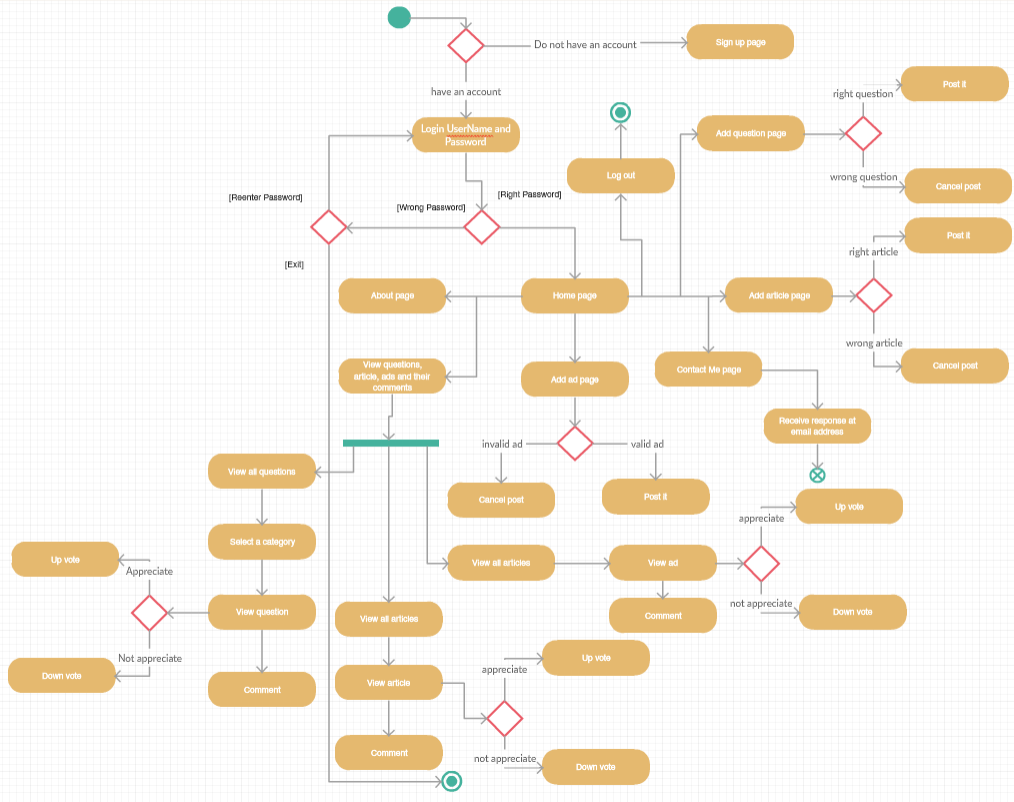 Do not have an account
Sign up page
have an account
Login UserName and
Password
Post it
right question
Add question page
wrong question
Cancel post
Log out
[Reenter Password]
[Wrong Password]
[Right Password]
[Exit]
Post it
right article
About page
Home page
Add article page
wrong article
Cancel post
View questions,
article, ads and their
comments
Add ad page
Contact Me page
Receive response at
email address
invalid ad
valid ad
View all questions
Cancel post
Post it
Up vote
appreciate
Select a category
Up vote
Appreciate
View all articles
View ad
not appreciate
Down vote
View question
View all articles
Comment
Not appreciate
Down vote
Comment
View article
appreciate
Up vote
Comment
not appreciate
Down vote